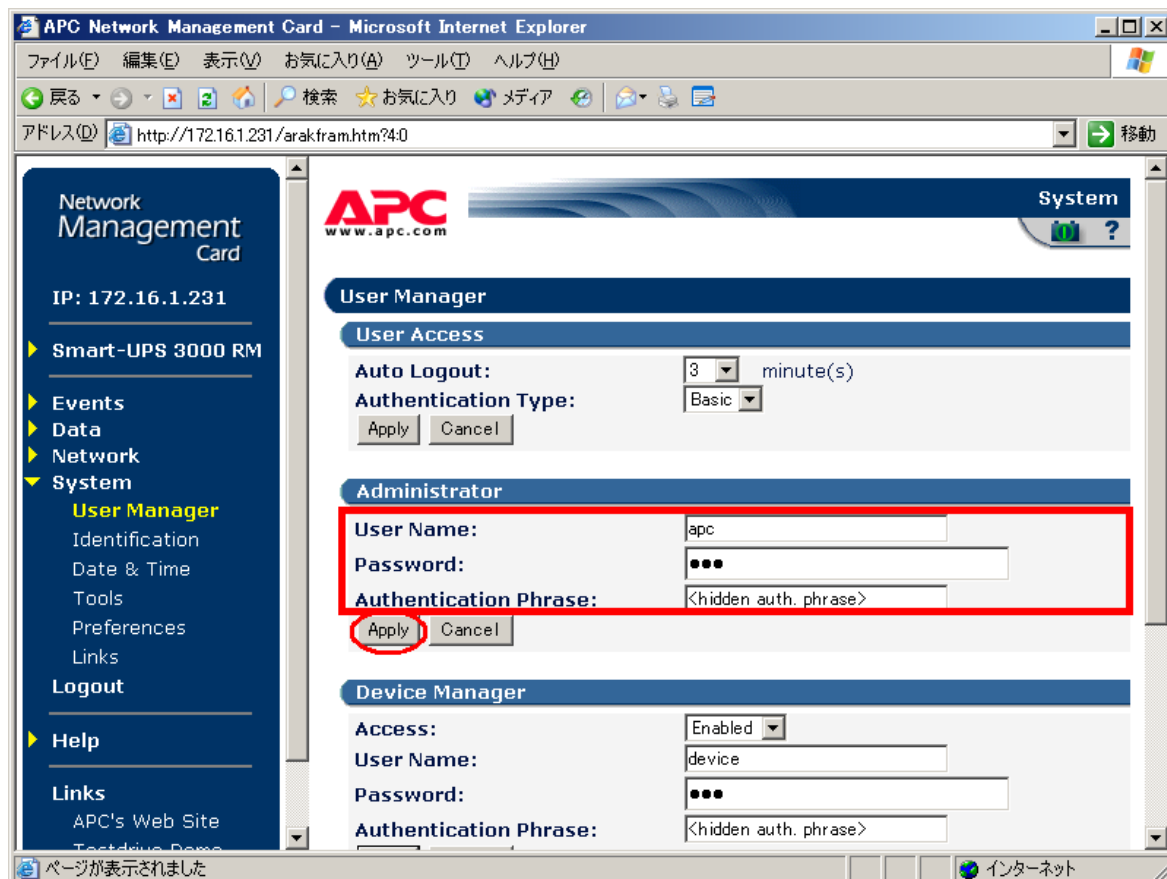 APC Network Management Card - Microsoft Internet Explorer
ファイル(F) 編集(E) 表示(V) お気に入り(A) ツール(T) ヘルプ(H)
戻る 検索 お気に入り メディア
アドレス(D) http://172.16.1.231/arakfram.htm?4:0 移動
Network
Management
Card
IP: 172.16.1.231
Smart-UPS 3000 RM
Events
Data
Network
System
User Manager
Identification
Date & Time
Tools
Preferences
Links
Logout
Help
Links
APC's Web Site
Testdrive Demo
APC
www.apc.com
System
?
User Manager
User Access
Auto Logout: 3 minute(s)
Authentication Type: Basic
Apply Cancel
Administrator
User Name: apc
Password: ●●●
Authentication Phrase: <hidden auth. phrase>
Apply Cancel
Device Manager
Access: Enabled
User Name: device
Password: ●●●
Authentication Phrase: <hidden auth. phrase>
ページが表示されました インターネット